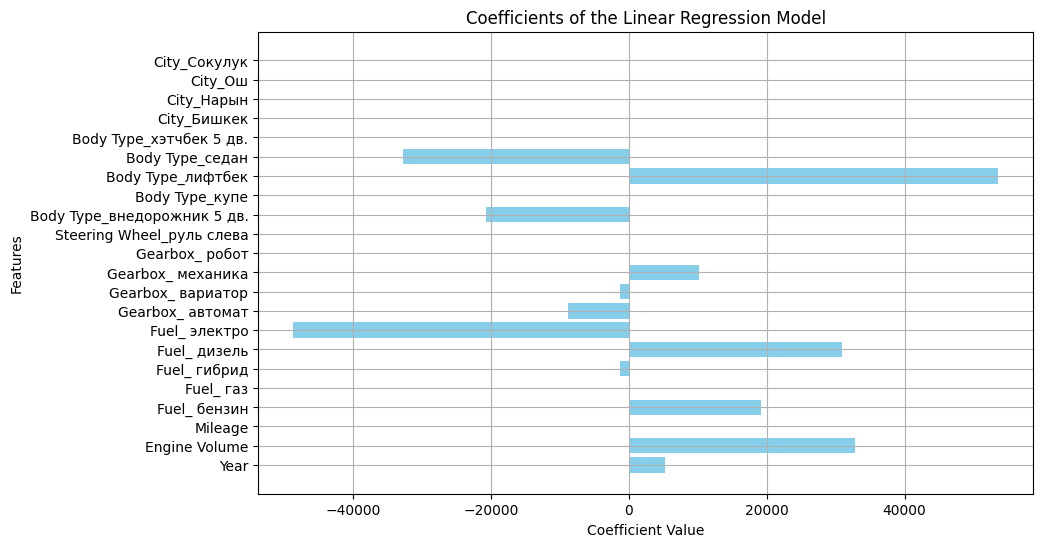 Coefficients of the Linear Regression Model
City_Сокулук
City_Ош
City_Нарын
City_Бишкек
Body Type_хэтчбек 5 дв.
Body Type_седан
Body Type_лифтбек
Body Type_купе
Body Type_внедорожник 5 дв.
Steering Wheel_руль слева
Gearbox_ робот
Gearbox_ механика
Gearbox_ вариатор
Gearbox_ автомат
Fuel_ электро
Fuel_ дизель
Fuel_ гибрид
Fuel_ газ
Fuel_ бензин
Mileage
Engine Volume
Year
Features
−40000 −20000 0 20000 40000
Coefficient Value